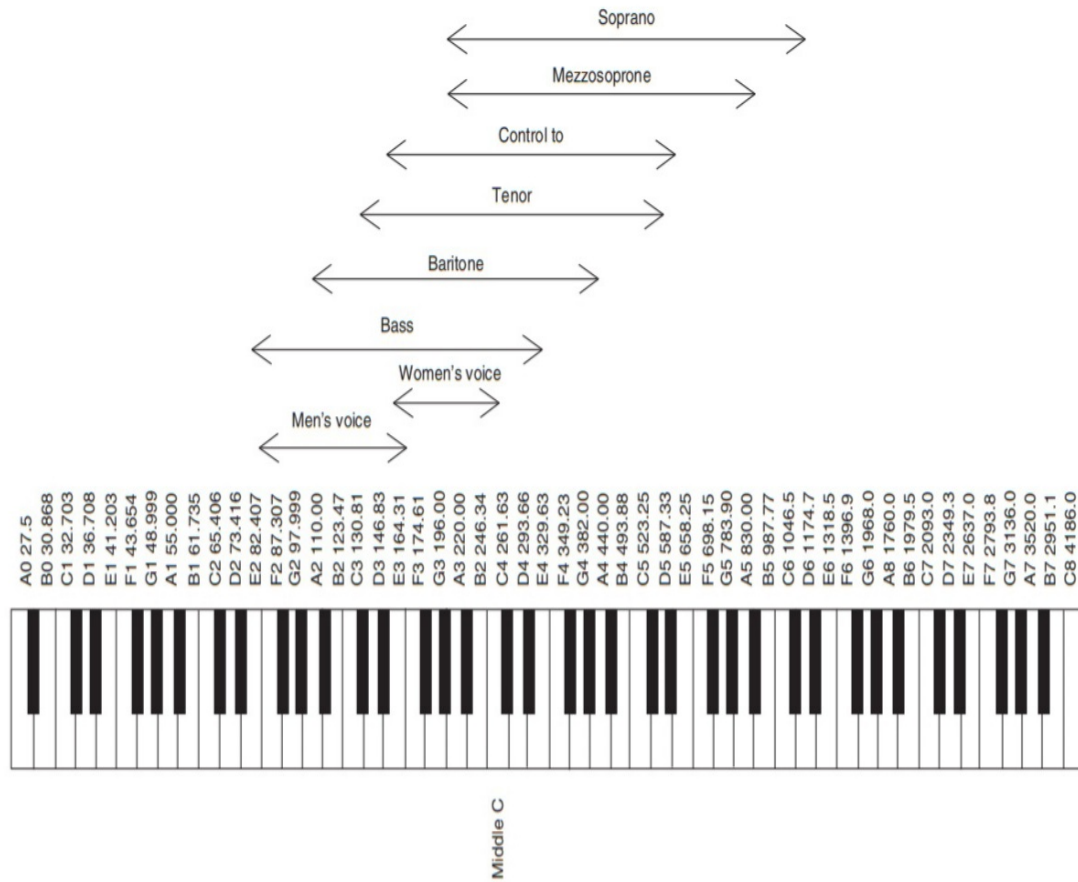 Soprano
Mezzosoprone
Control to
Tenor
Baritone
Bass
Women's voice
Men's voice
A0 27.5
B0 30.868
C1 32.703
D1 36.708
E1 41.203
F1 43.654
G1 48.999
A1 55.000
B1 61.735
C2 65.406
D2 73.416
E2 82.407
F2 87.307
G2 97.999
A2 110.00
B2 123.47
C3 130.81
D3 146.83
E3 164.31
F3 174.61
G3 196.00
A3 220.00
B2 246.34
C4 261.63
D4 293.66
E4 329.63
F4 349.23
G4 382.00
A4 440.00
B4 493.88
C5 5223.25
D5 587.33
E5 658.25
F5 698.15
G5 783.90
A5 830.00
B5 987.77
C6 1046.5
D6 1174.7
E6 1318.5
F6 1396.9
G6 1968.0
A8 1760.0
B6 1979.5
C7 2093.0
D7 2349.3
E7 2637.0
F7 2793.8
G7 3136.0
A7 3520.0
B7 2951.1
C8 4186.0
Middle C